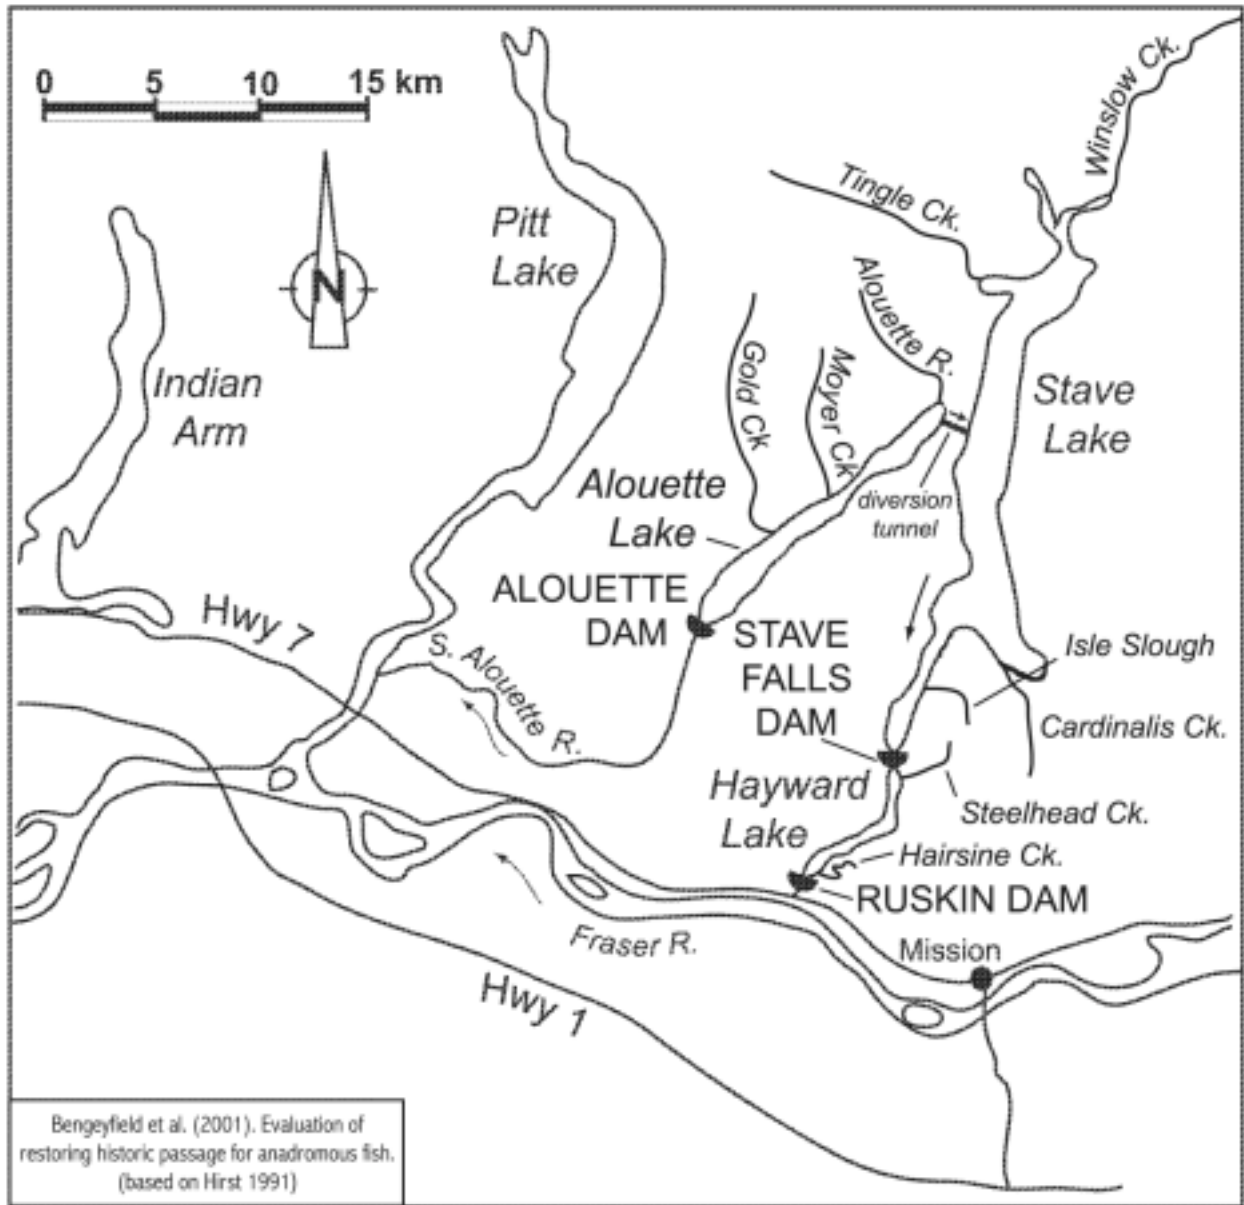 0 5 10 15 km
N
Pitt
Lake
Indian
Arm
Winslow Ck.
Tingle Ck.
Alouette R.
Gold Ck
Moyer Ck
Stave
Lake
diversion
tunnel
Alouette
Lake
ALOUETTE
DAM
Hwy 7
S. Alouette R.
STAVE
FALLS
DAM
Isle Slough
Cardinalis Ck.
Hayward
Lake
Steelhead Ck.
Hairsine Ck.
RUSKIN DAM
Mission
Fraser R.
Hwy 1
Bengeyfield et al. (2001). Evaluation of
restoring historic passage for anadromous fish.
(based on Hirst 1991)